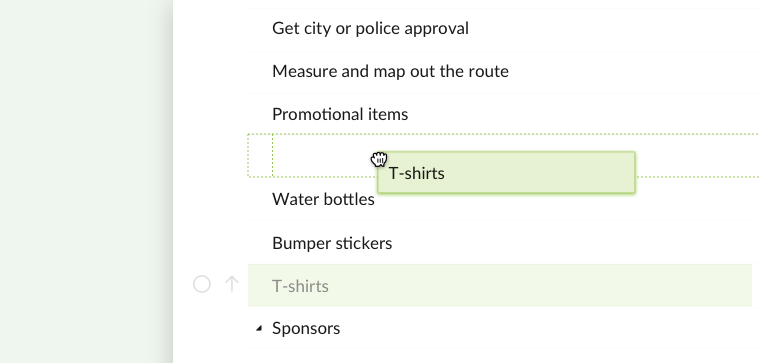 Get city or police approval
Measure and map out the route
Promotional items
T-shirts
Water bottles
Bumper stickers
T-shirts
Sponsors